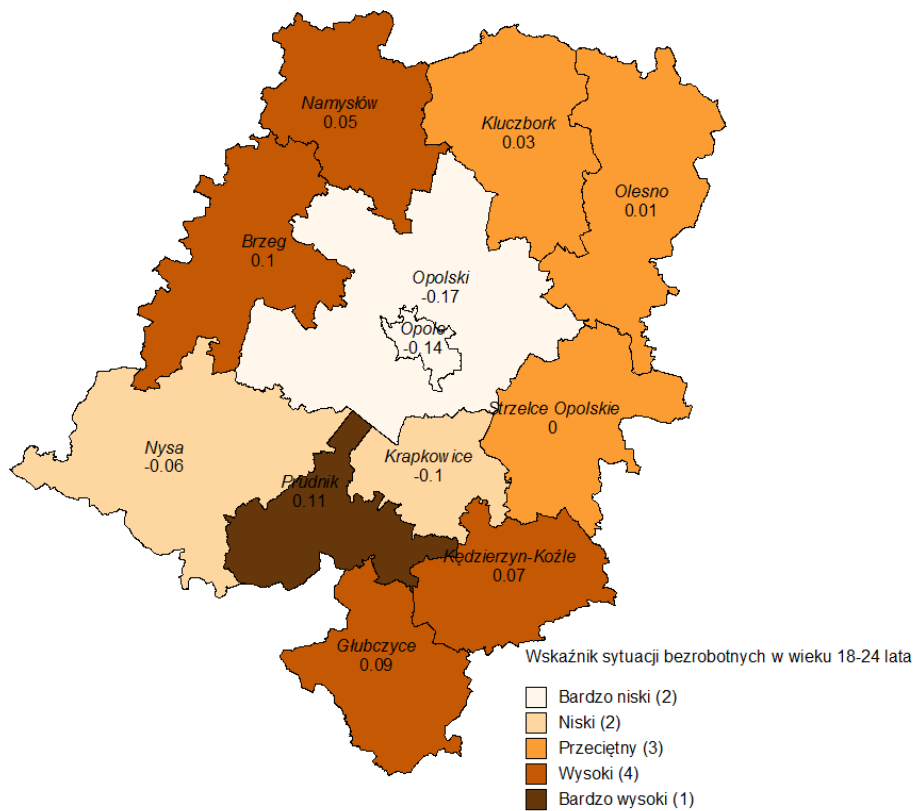 Namysłów
0.05
Kluczbork
0.03
Olesno
0.01
Brzeg
0.1
Opolski
-0.17
Opole
-0.14
Strzelce Opolskie
0
Nysa
-0.06
Krapkowice
-0.1
Prudnik
0.11
Kędzierzyn-Koźle
0.07
Głubczyce
0.09
Wskaźnik sytuacji bezrobotnych w wieku 18-24 lata
Bardzo niski (2)
Niski (2)
Przeciętny (3)
Wysoki (4)
Bardzo wysoki (1)